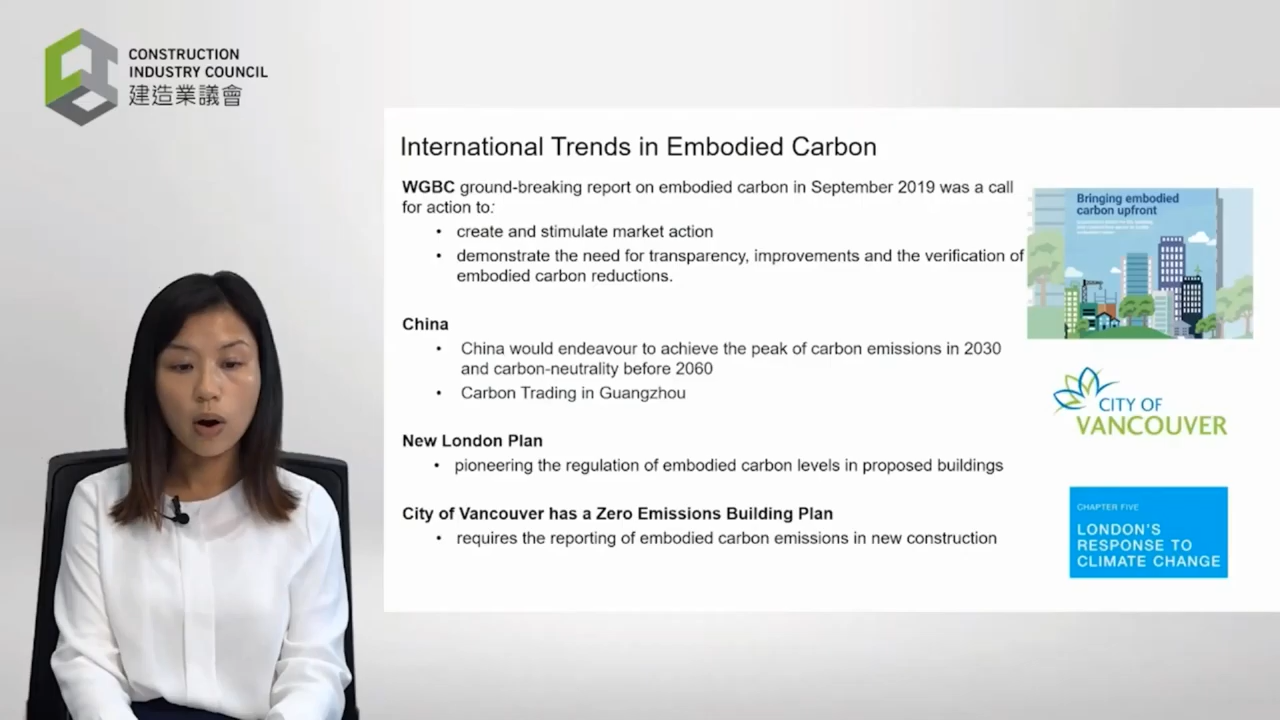 CONSTRUCTION
INDUSTRY COUNCIL
建造業議會
International Trends in Embodied Carbon
WGBC ground-breaking report on embodied carbon in September 2019 was a call
for action to:
• create and stimulate market action
• demonstrate the need for transparency, improvements and the verification of
embodied carbon reductions.
China
• China would endeavour to achieve the peak of carbon emissions in 2030
and carbon-neutrality before 2060
• Carbon Trading in Guangzhou
New London Plan
• pioneering the regulation of embodied carbon levels in proposed buildings
City of Vancouver has a Zero Emissions Building Plan
• requires the reporting of embodied carbon emissions in new construction
Bringing embodied
carbon upfront
CITY OF
VANCOUVER
CHAPTER FIVE
LONDON'S
RESPONSE TO
CLIMATE CHANGE